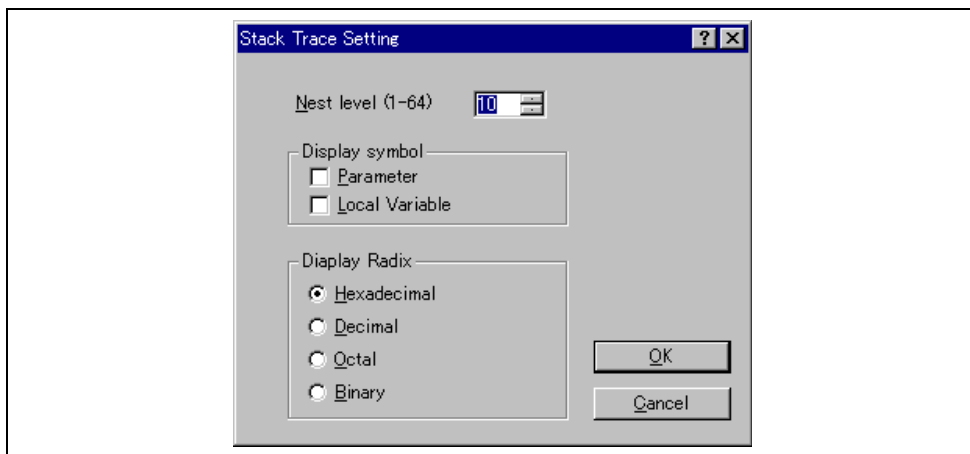 Stack Trace Setting
Nest level (1-64) 10
Display symbol
Parameter
Local Variable
Diaplay Radix
Hexadecimal
Decimal
Octal
Binary
OK
Cancel